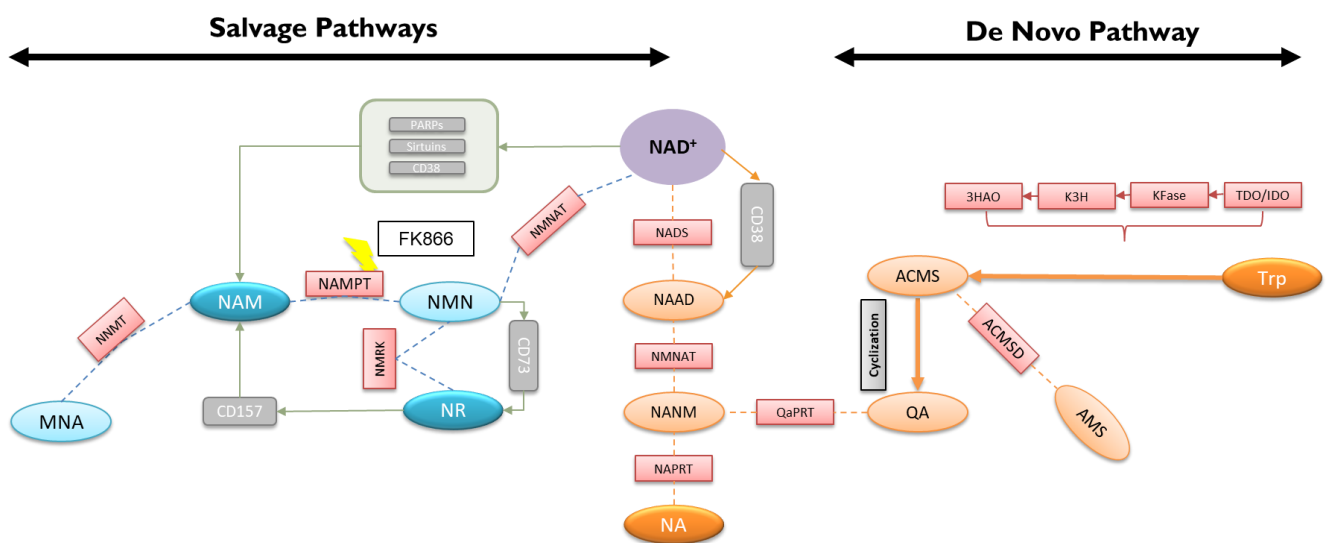 Salvage Pathways
De Novo Pathway
PARPs
Sirtuins
CD38
NAD+
MNMAT
NADS
CD38
3HAO
K3H
KFase
TDO/IDO
FK866
NAMPT
NAM
NMN
NAAD
ACMS
Trp
NNMT
NMRK
CD73
NMNAT
Cyclization
ACMSD
MNA
CD157
NR
NANM
QaPRT
QA
AMS
NAPRT
NA